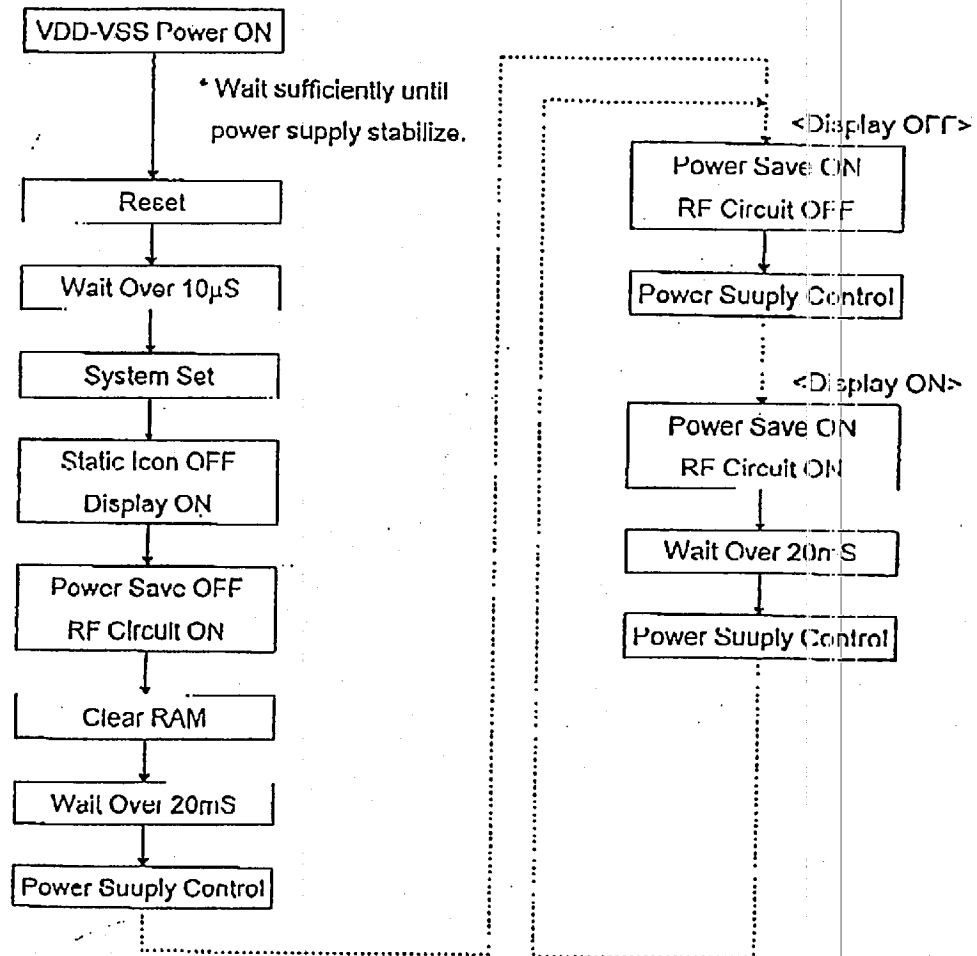 VDD-VSS Power ON
* Wait sufficiently until
power supply stabilize.
Reset
Wait Over 10µS
System Set
Static Icon OFF
Display ON
Power Save OFF
RF Circuit ON
Clear RAM
Wait Over 20mS
Power Suuply Control
<Display OFF>
Power Save ON
RF Circuit OFF
Power Suuply Control
<Display ON>
Power Save ON
RF Circuit ON
Wait Over 20mS
Power Suuply Control